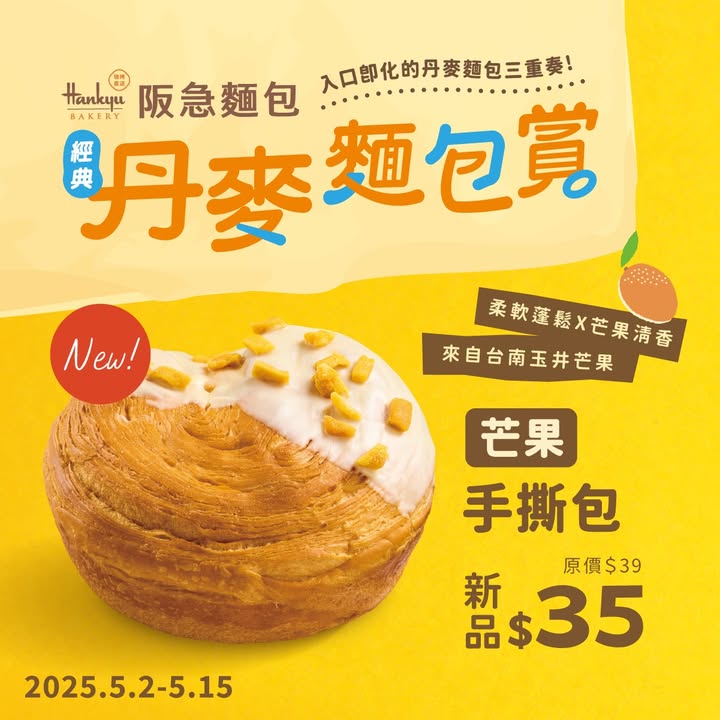 Hankyu
BAKERY
阪急麵包
入口即化的丹麥麵包三重奏!
經典
丹麥麵包賞
New!
柔軟蓬鬆X芒果清香
來自台南玉井芒果
芒果
手撕包
原價$39
新品$35
2025.5.2-5.15